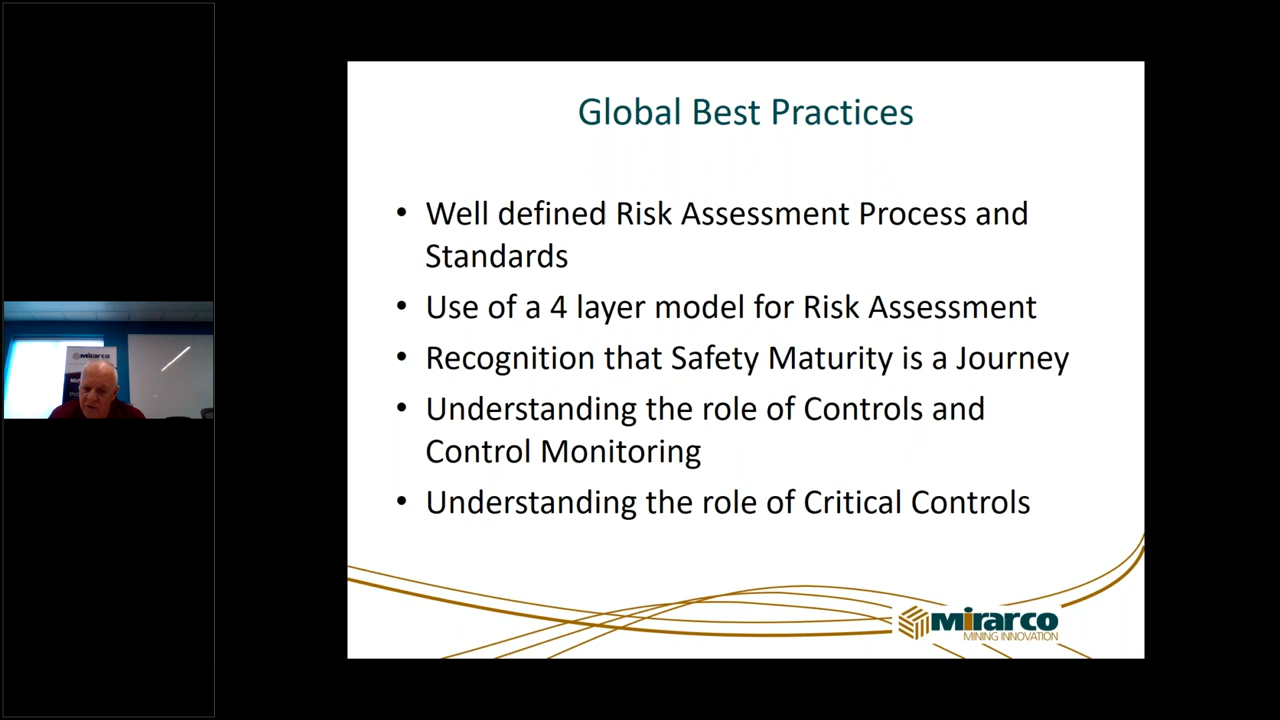 Global Best Practices
• Well defined Risk Assessment Process and
Standards
• Use of a 4 layer model for Risk Assessment
• Recognition that Safety Maturity is a Journey
• Understanding the role of Controls and
Control Monitoring
• Understanding the role of Critical Controls
mirarco
MINING INNOVATION
mirarco